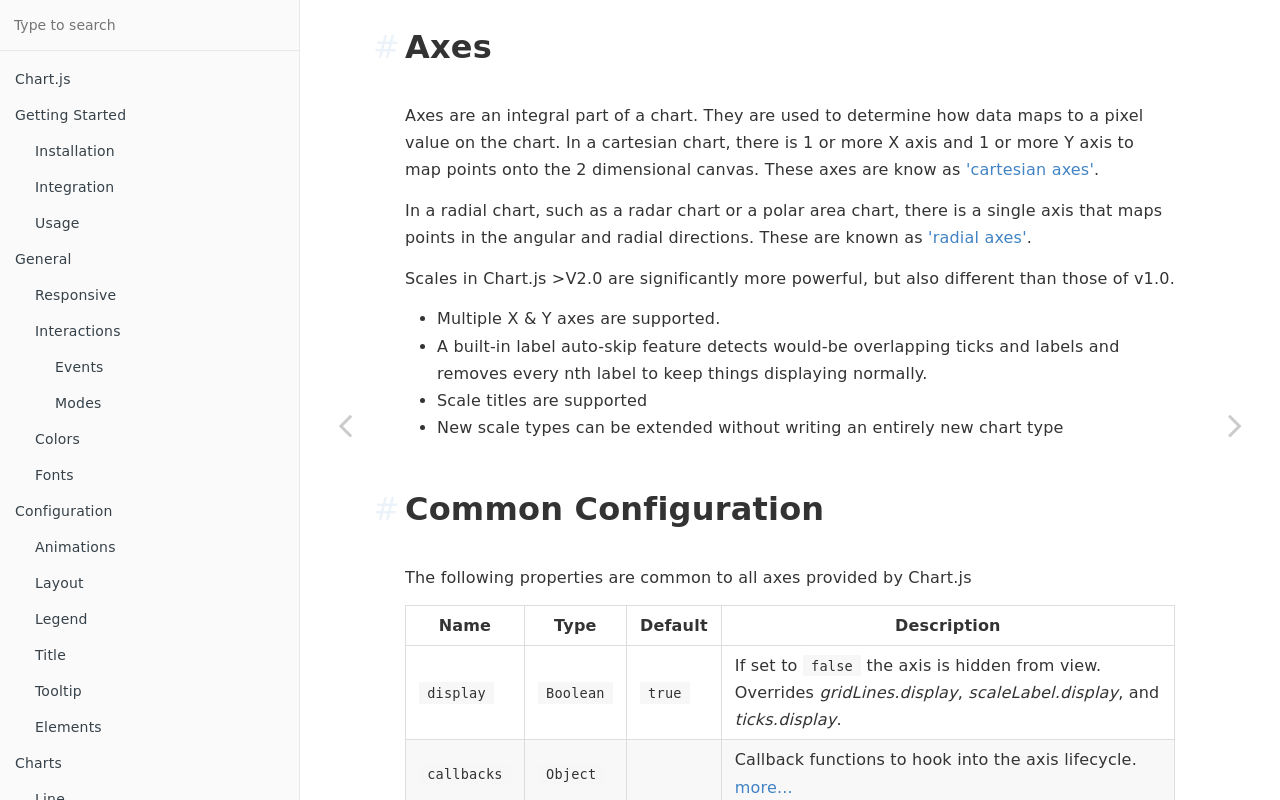 Type to search
Chart.js
Getting Started
Installation
Integration
Usage
General
Responsive
Interactions
Events
Modes
Colors
Fonts
Configuration
Animations
Layout
Legend
Title
Tooltip
Elements
Charts
Line
# Axes
Axes are an integral part of a chart. They are used to determine how data maps to a pixel
value on the chart. In a cartesian chart, there is 1 or more X axis and 1 or more Y axis to
map points onto the 2 dimensional canvas. These axes are know as 'cartesian axes'.
In a radial chart, such as a radar chart or a polar area chart, there is a single axis that maps
points in the angular and radial directions. These are known as 'radial axes'.
Scales in Chart.js >V2.0 are significantly more powerful, but also different than those of v1.0.
• Multiple X & Y axes are supported.
• A built-in label auto-skip feature detects would-be overlapping ticks and labels and
removes every nth label to keep things displaying normally.
• Scale titles are supported
• New scale types can be extended without writing an entirely new chart type
# Common Configuration
The following properties are common to all axes provided by Chart.js
Name Type Default Description
display Boolean true If set to false the axis is hidden from view.
Overrides gridLines.display, scaleLabel.display, and
ticks.display.
callbacks Object Callback functions to hook into the axis lifecycle.
more...